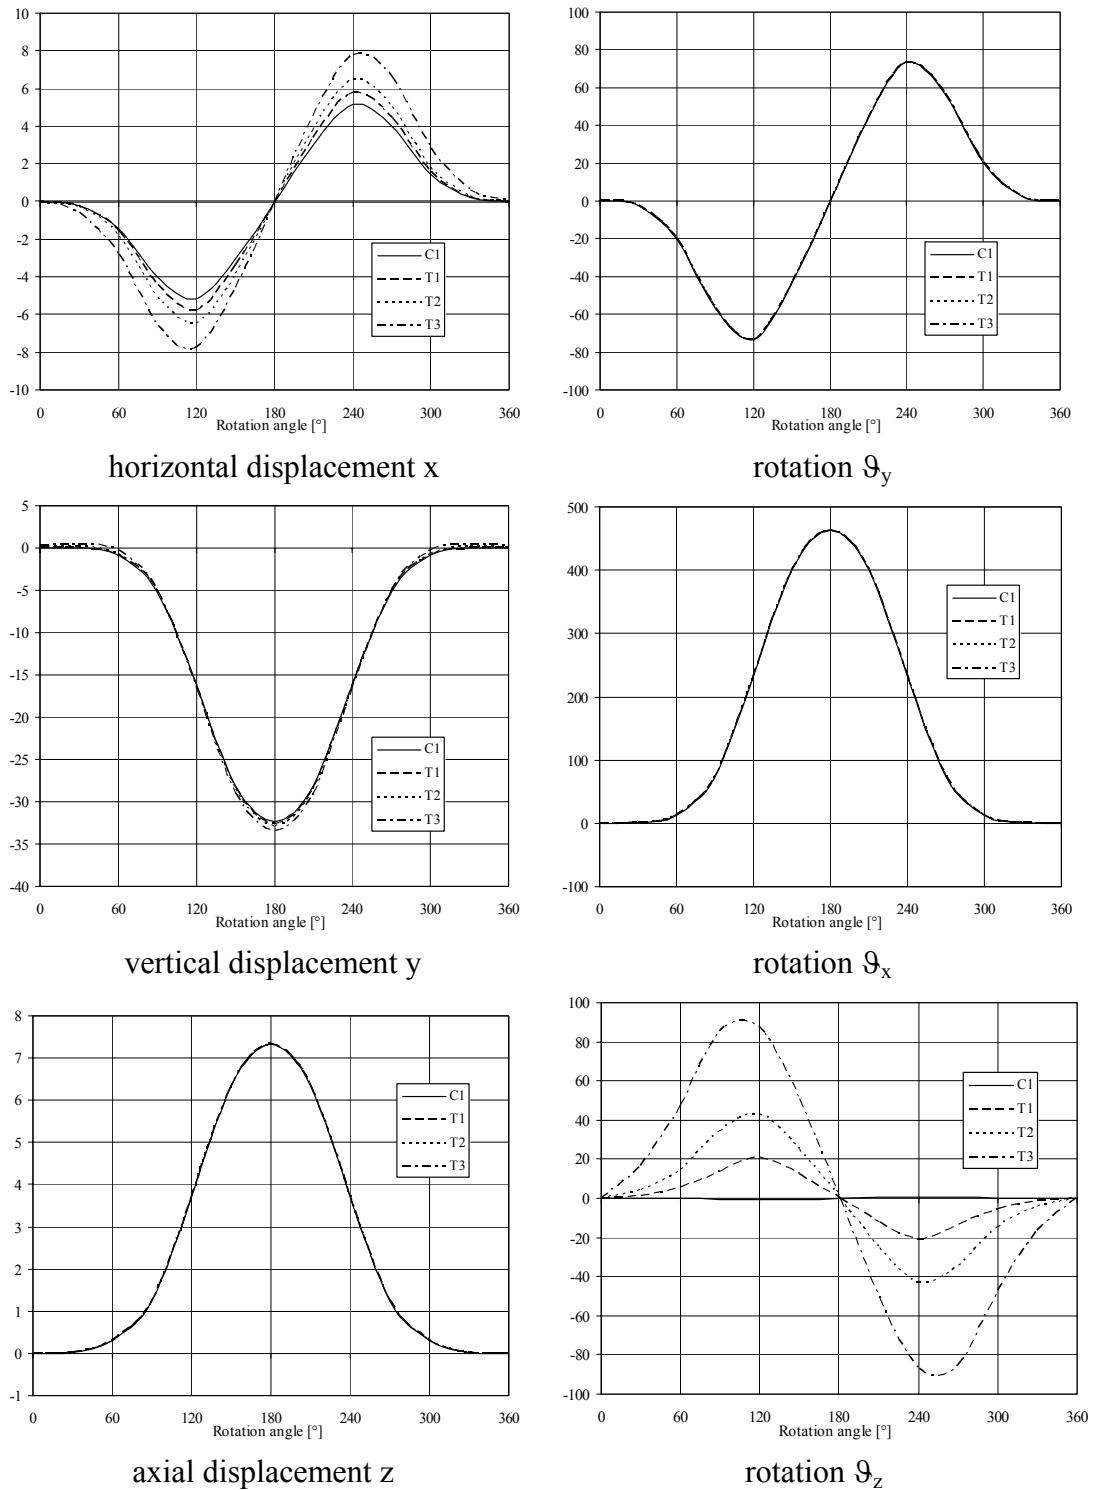 10
8
6
4
2
0
-2
-4
-6
-8
-10
0 60 120 180 240 300 360
Rotation angle [°]
C1
T1
T2
T3
horizontal displacement x
100
80
60
40
20
0
-20
-40
-60
-80
-100
0 60 120 180 240 300 360
Rotation angle [°]
C1
T1
T2
T3
rotation ϑy
5
0
-5
-10
-15
-20
-25
-30
-35
-40
0 60 120 180 240 300 360
Rotation angle [°]
C1
T1
T2
T3
vertical displacement y
500
400
300
200
100
0
-100
0 60 120 180 240 300 360
Rotation angle [°]
C1
T1
T2
T3
rotation ϑx
8
7
6
5
4
3
2
1
0
-1
0 60 120 180 240 300 360
Rotation angle [°]
C1
T1
T2
T3
axial displacement z
100
80
60
40
20
0
-20
-40
-60
-80
-100
0 60 120 180 240 300 360
Rotation angle [°]
C1
T1
T2
T3
rotation ϑz